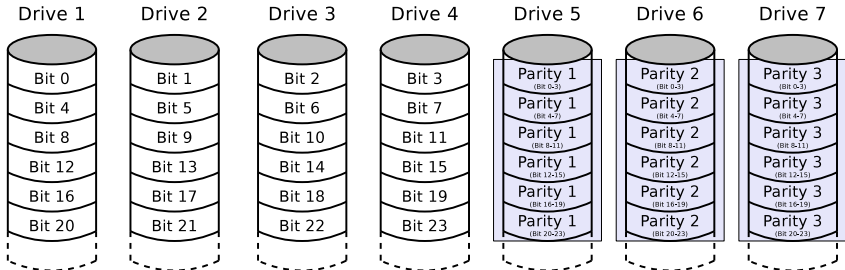 Drive 1 Drive 2 Drive 3 Drive 4 Drive 5 Drive 6 Drive 7
Bit 0 Bit 1 Bit 2 Bit 3 Parity 1 Parity 2 Parity 3
(Bit 0-3) (Bit 0-3) (Bit 0-3)
Bit 4 Bit 5 Bit 6 Bit 7 Parity 1 Parity 2 Parity 3
(Bit 4-7) (Bit 4-7) (Bit 4-7)
Bit 8 Bit 9 Bit 10 Bit 11 Parity 1 Parity 2 Parity 3
(Bit 8-11) (Bit 8-11) (Bit 8-11)
Bit 12 Bit 13 Bit 14 Bit 15 Parity 1 Parity 2 Parity 3
(Bit 12-15) (Bit 12-15) (Bit 12-15)
Bit 16 Bit 17 Bit 18 Bit 19 Parity 1 Parity 2 Parity 3
(Bit 16-19) (Bit 16-19) (Bit 16-19)
Bit 20 Bit 21 Bit 22 Bit 23 Parity 1 Parity 2 Parity 3
(Bit 20-23) (Bit 20-23) (Bit 20-23)